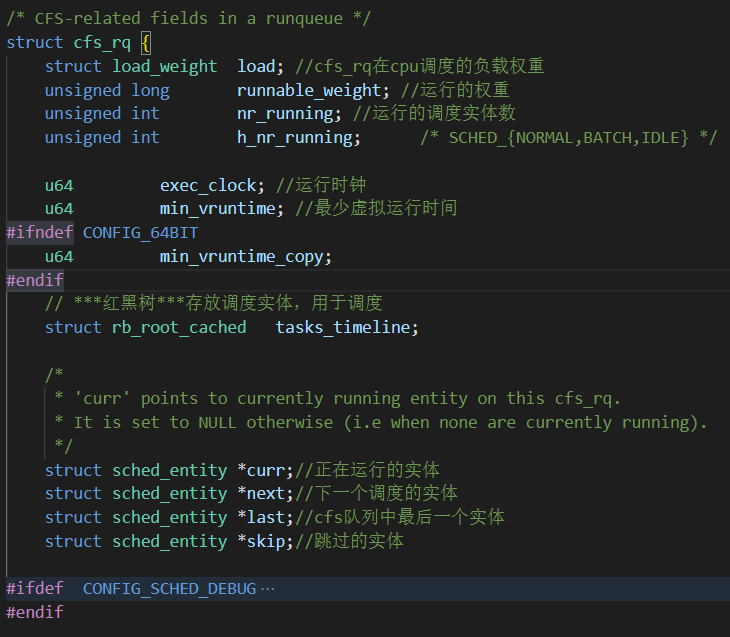 /* CFS-related fields in a runqueue */
struct cfs_rq {
    struct load_weight  load; //cfs_rq在cpu调度的负载权重
    unsigned long       runnable_weight; //运行的权重
    unsigned int        nr_running; //运行的调度实体数
    unsigned int        h_nr_running;      /* SCHED_{NORMAL,BATCH,IDLE} */
    u64         exec_clock; //运行时钟
    u64         min_vruntime; //最少虚拟运行时间
#ifndef CONFIG_64BIT
    u64         min_vruntime_copy;
#endif
    // ***红黑树***存放调度实体，用于调度
    struct rb_root_cached   tasks_timeline;
    /*
     * 'curr' points to currently running entity on this cfs_rq.
     * It is set to NULL otherwise (i.e when none are currently running).
     */
    struct sched_entity *curr;//正在运行的实体
    struct sched_entity *next;//下一个调度的实体
    struct sched_entity *last;//cfs队列中最后一个实体
    struct sched_entity *skip;//跳过的实体
#ifdef  CONFIG_SCHED_DEBUG ···
#endif